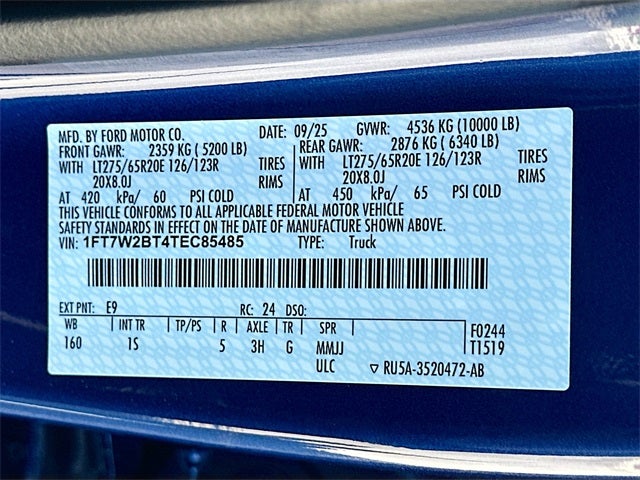 MFD. BY FORD MOTOR CO. DATE: 09/25 GVWR: 4536 KG (10000 LB)
FRONT GAWR: 2359 KG ( 5200 LB) REAR GAWR: 2876 KG ( 6340 LB)
WITH LT275/65R20E 126/123R TIRES WITH LT275/65R20E 126/123R TIRES
20X8.0J RIMS 20X8.0J RIMS
AT 420 kPa/ 60 PSI COLD AT 450 kPa/ 65 PSI COLD
THIS VEHICLE CONFORMS TO ALL APPLICABLE FEDERAL MOTOR VEHICLE
SAFETY STANDARDS IN EFFECT ON THE DATE OF MANUFACTURE SHOWN ABOVE.
VIN: 1FT7W2BT4TEC85485 TYPE: Truck
EXT PNT: E9 RC: 24 DSO:
WB INT TR TP/PS R AXLE TR SPR F0244
160 1S 5 3H G MMJJ T1519
ULC RU5A-3520472-AB